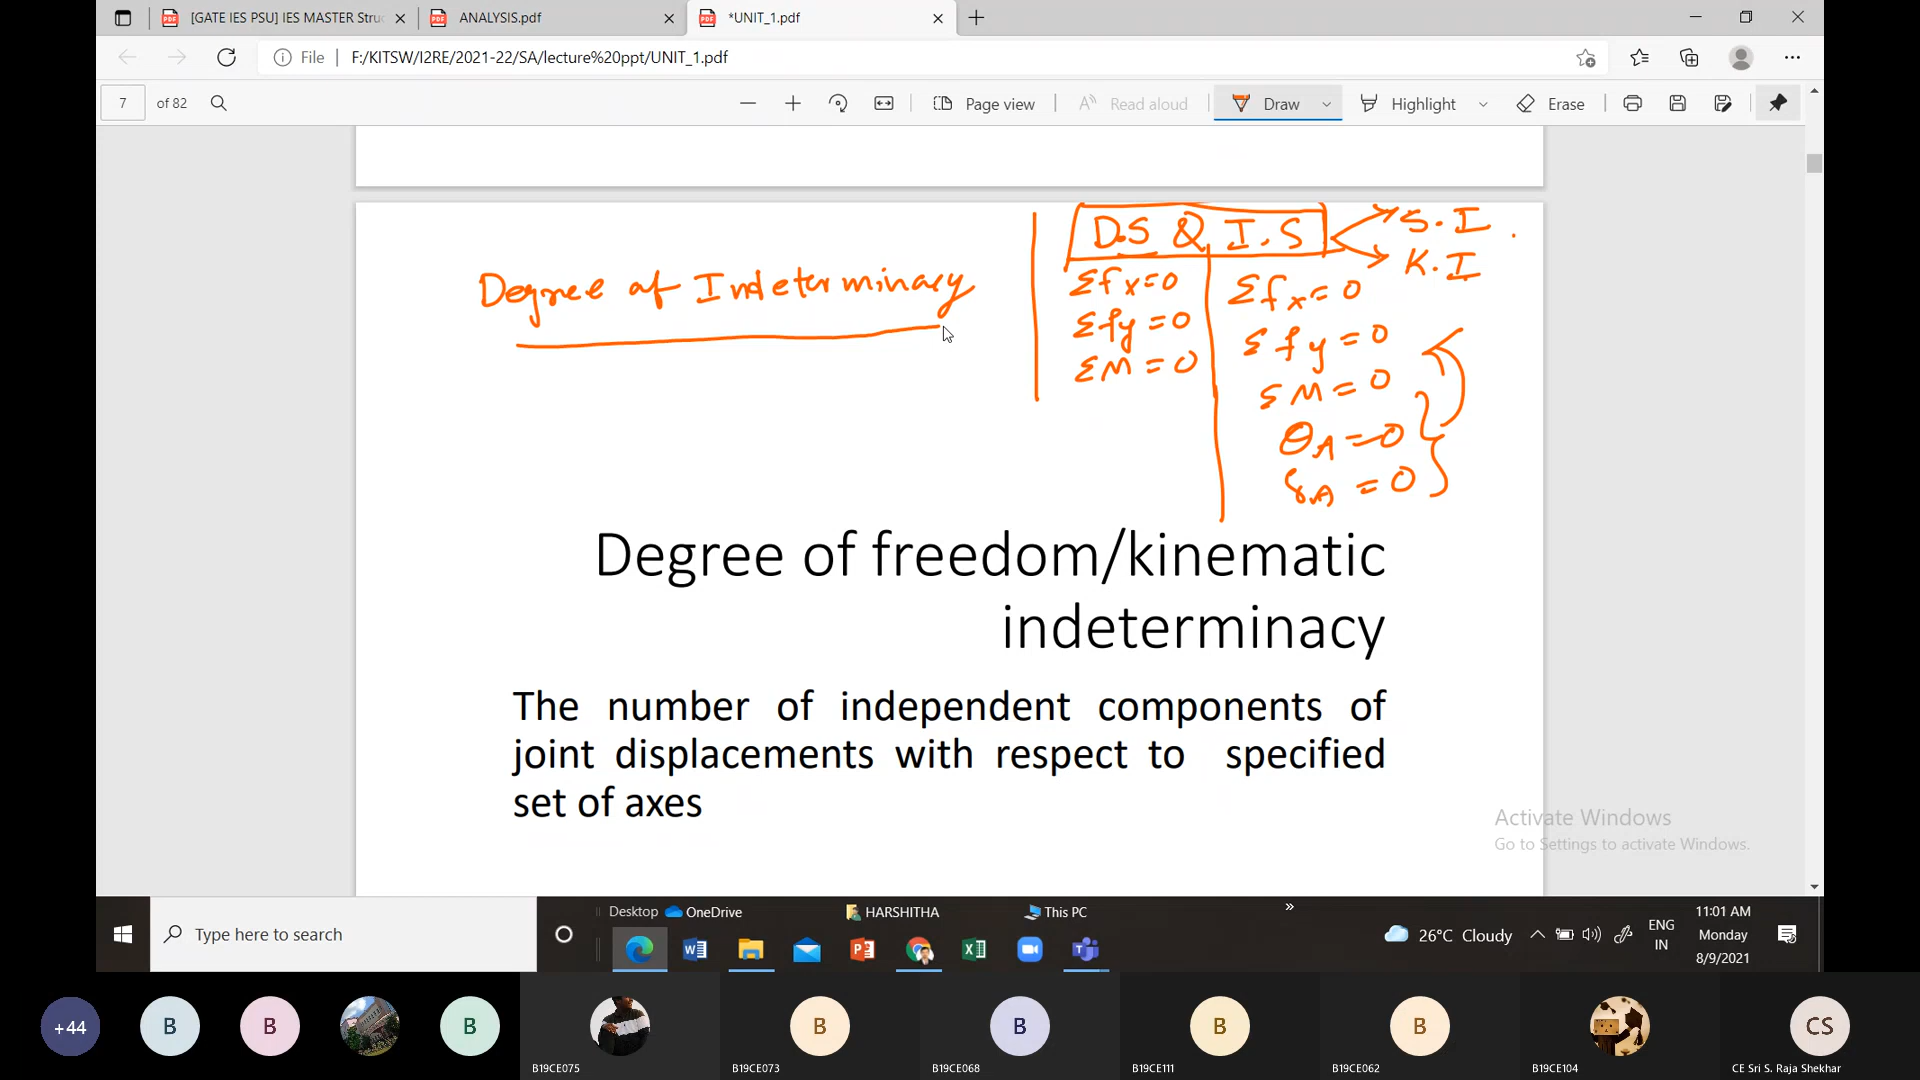 [GATE IES PSU] IES MASTER Struc
ANALYSIS.pdf
*UNIT_1.pdf
File
F:/KITSW/I2RE/2021-22/SA/lecture%20ppt/UNIT_1.pdf
7 of 82
Page view
Read aloud
Draw
Highlight
Erase
Degree of Indeterminacy
D.S & I.S
S.I
K.I
Σfx=0
Σfy=0
ΣM=0
Σfx=0
Σfy=0
ΣM=0
θA=0
δA=0
Degree of freedom/kinematic
indeterminacy
The number of independent components of
joint displacements with respect to specified
set of axes
Activate Windows
Go to Settings to activate Windows.
Type here to search
Desktop
OneDrive
HARSHITHA
This PC
»
26°C Cloudy
ENG
IN
11:01 AM
Monday
8/9/2021
+44
B
B
B
B
B
B
B
B
CS
B19CE075
B19CE073
B19CE068
B19CE111
B19CE062
B19CE104
CE Sri S. Raja Shekhar